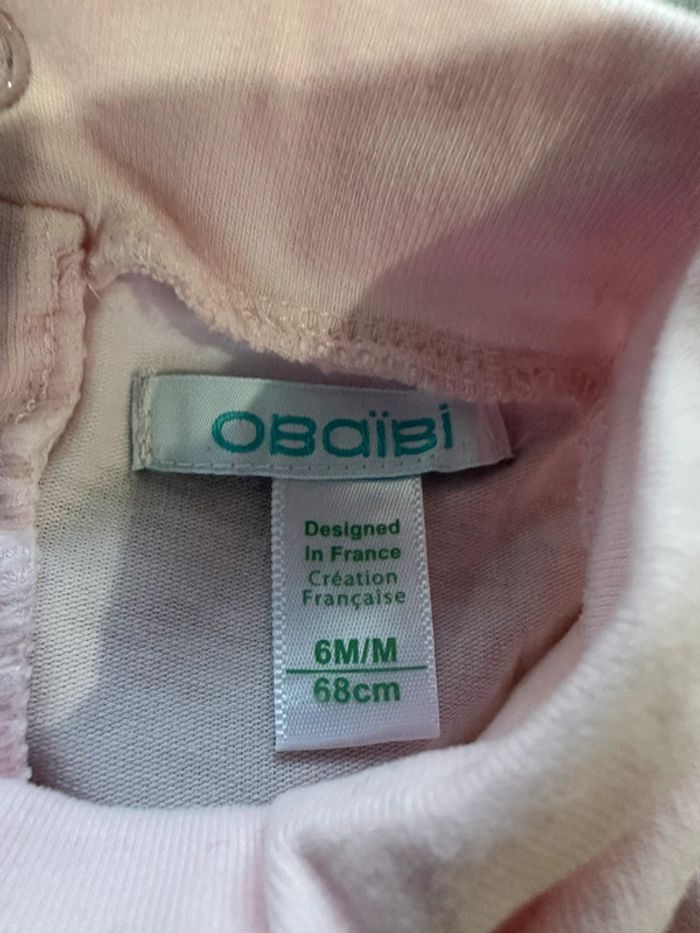 OBaïBi
Designed
in France
Création
Française
6M/M
68cm